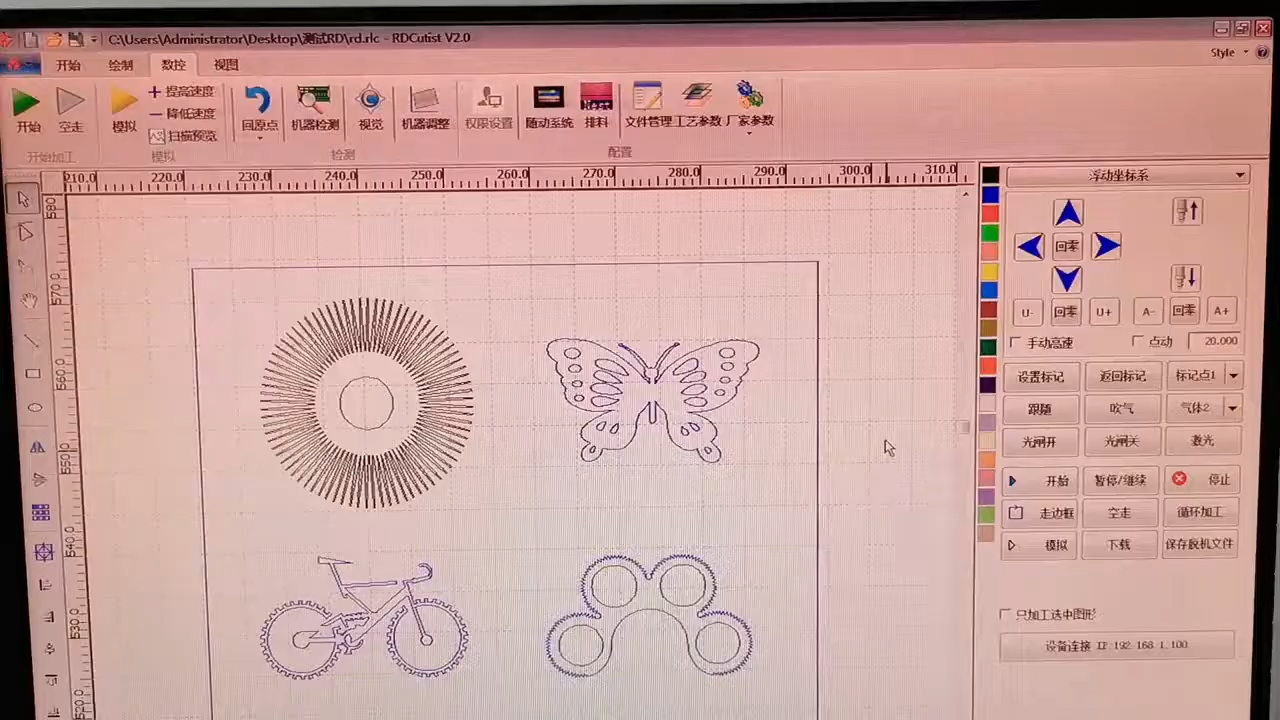 C:\Users\Administrator\Desktop\测试RD\rd.rlc - RDCutist V2.0
开始 绘制 数控 视图
Style
提高速度
降低速度
扫描预览
开始 空走 模拟 回原点 机器检测 视觉 机器调整 权限设置 随动系统 排料 文件管理 工艺参数 厂家参数
Nest
开始加工 模拟 检测 配置
210.0 220.0 230.0 240.0 250.0 260.0 270.0 280.0 290.0 300.0 310.0
580
570.0
560.0
550.0
540.0
530.0
520.0
浮动坐标系
回零
U- 回零 U+ A- 回零 A+
手动高速 点动 20.000
设置标记 返回标记 标记点1
跟随 吹气 气体2
光闸开 光闸关 激光
开始 暂停/继续 停止
走边框 空走 循环加工
模拟 下载 保存脱机文件
只加工选中图形
设备连接 IP 192.168.1.100